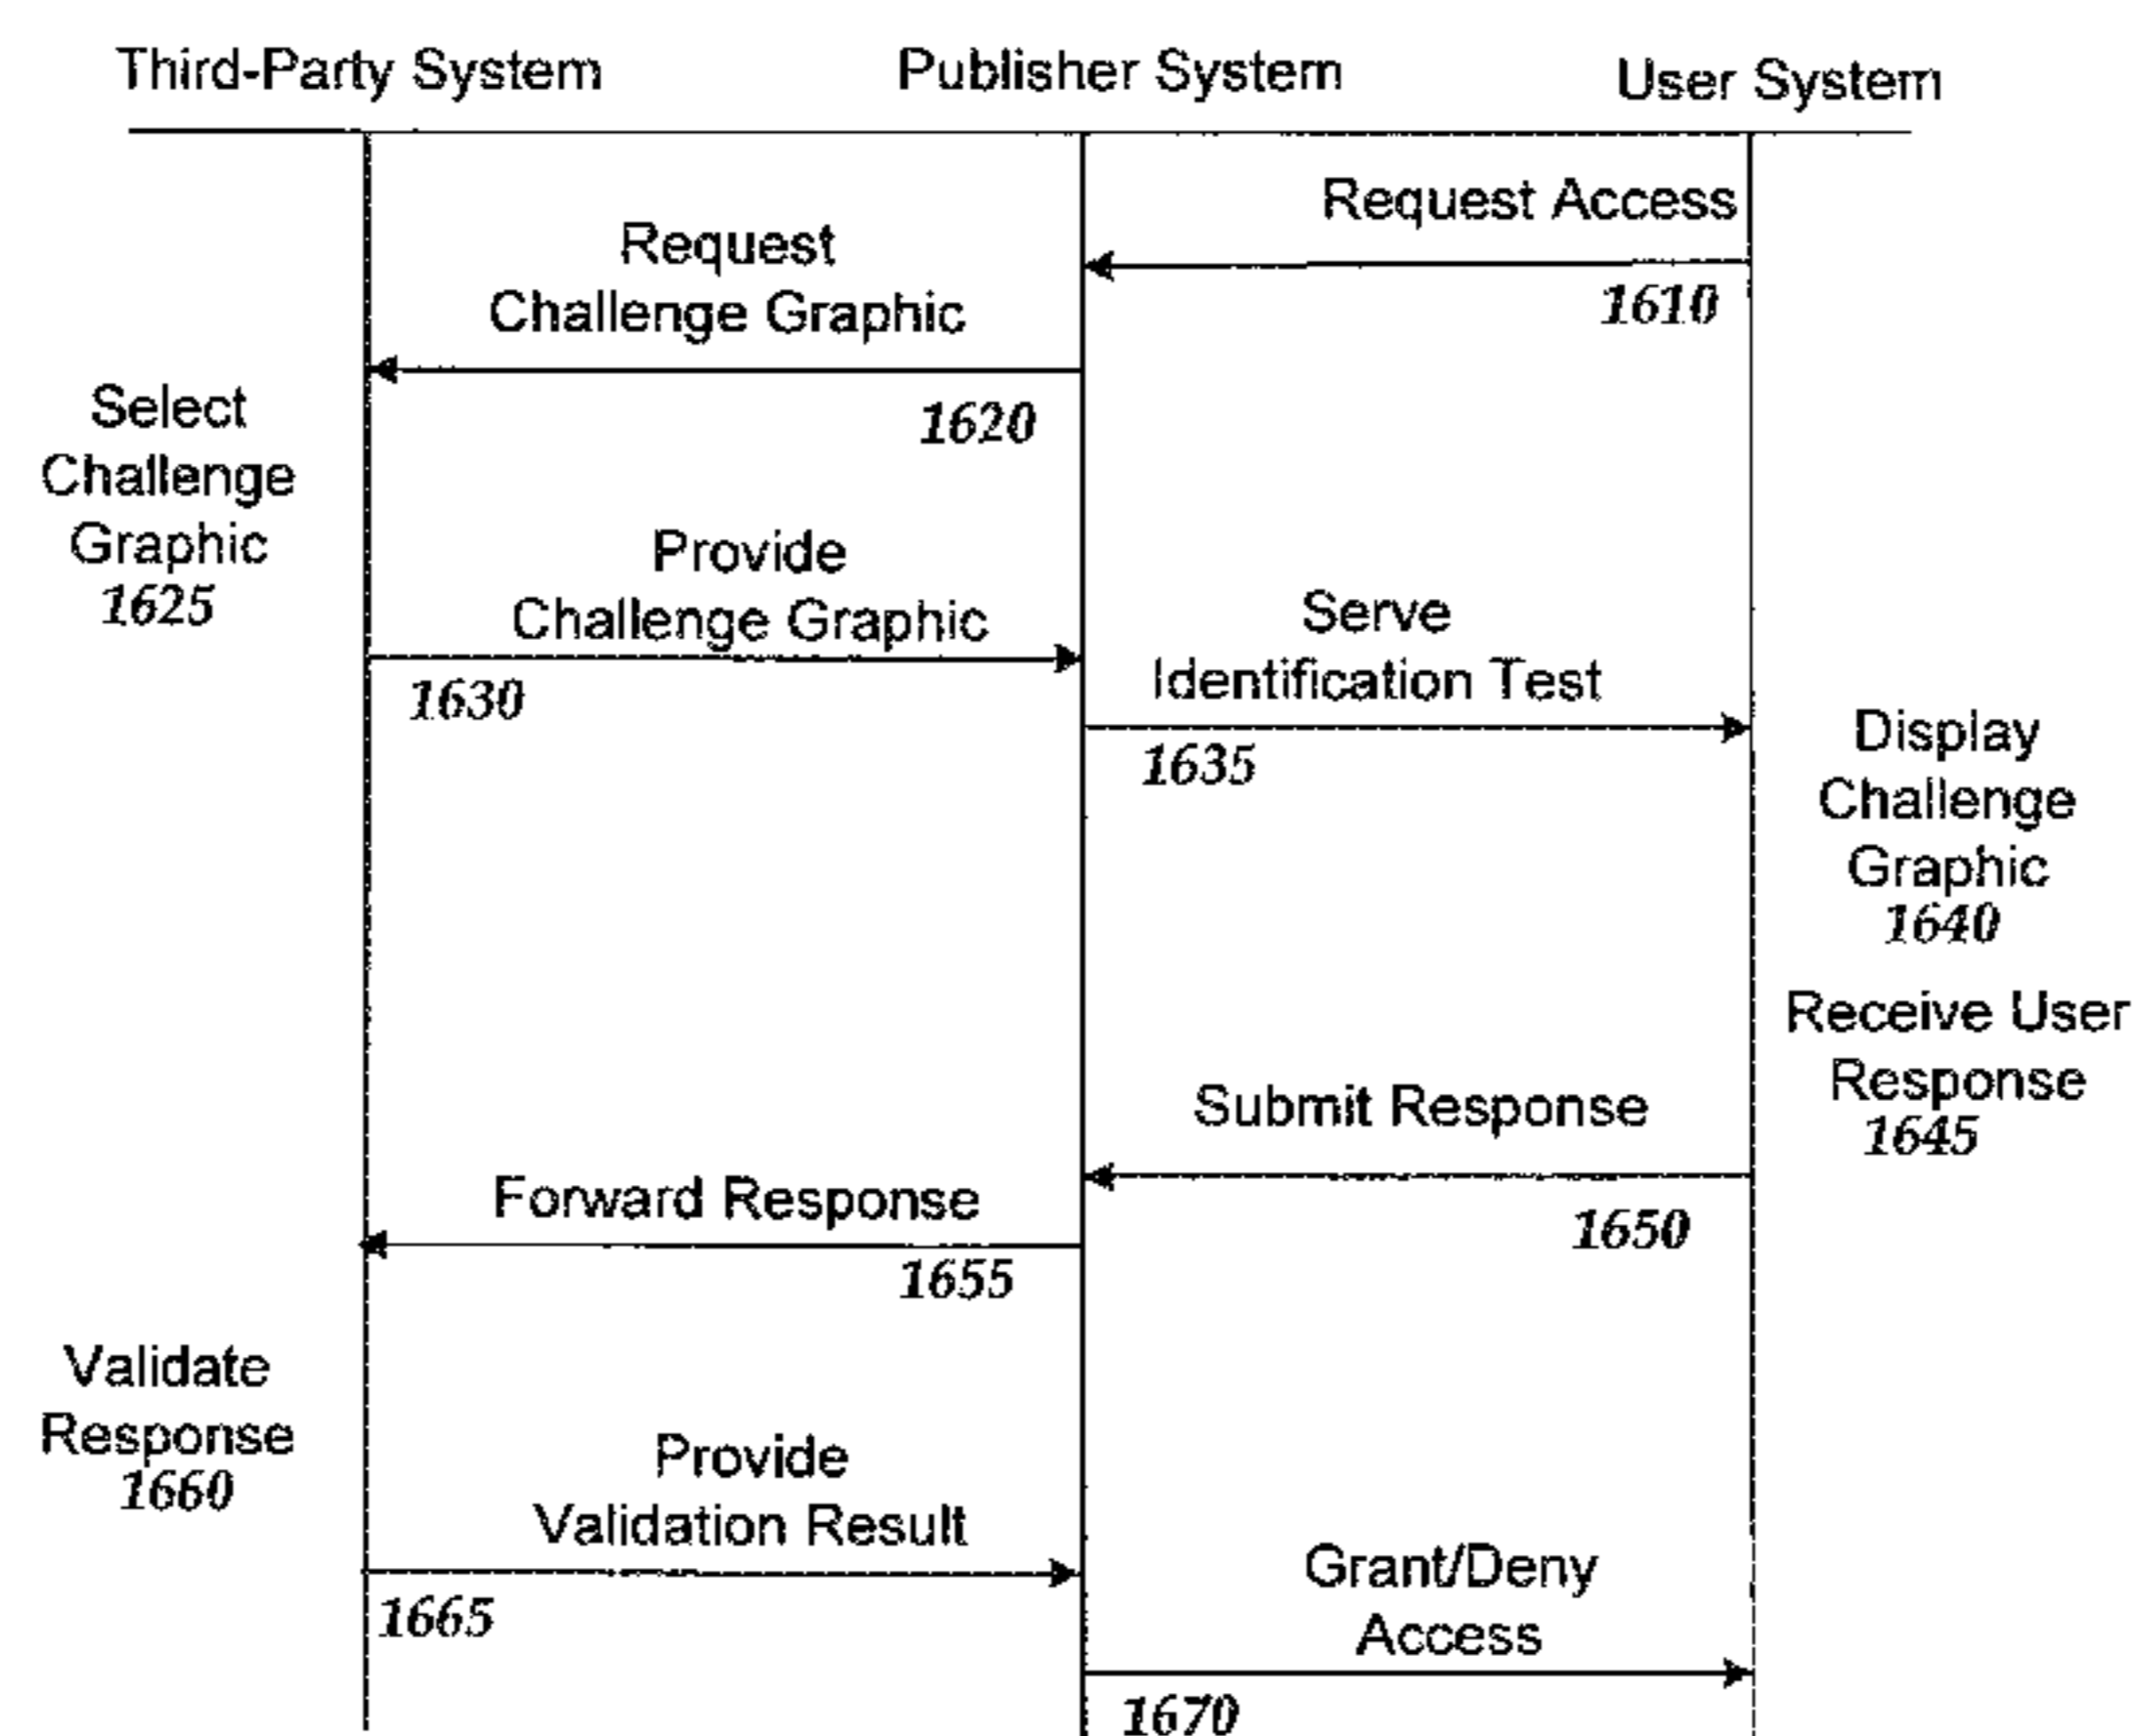 Third-Party System
Publisher System
User System
Request Access
1610
Request
Challenge Graphic
1620
Select
Challenge
Graphic
1625
Provide
Challenge Graphic
1630
Serve
Identification Test
1635
Display
Challenge
Graphic
1640
Receive User
Response
1645
Submit Response
1650
Forward Response
1655
Validate
Response
1660
Provide
Validation Result
1665
Grant/Deny
Access
1670